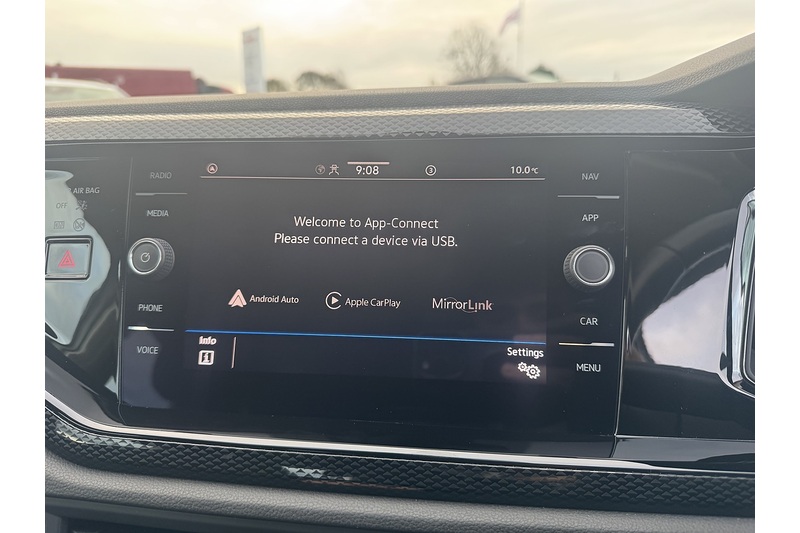 RADIO
MEDIA
PHONE
VOICE
AIR BAG
OFF
9:08
3
10.0°C
Welcome to App-Connect
Please connect a device via USB.
Android Auto
Apple CarPlay
MirrorLink
Info
Settings
NAV
APP
CAR
MENU